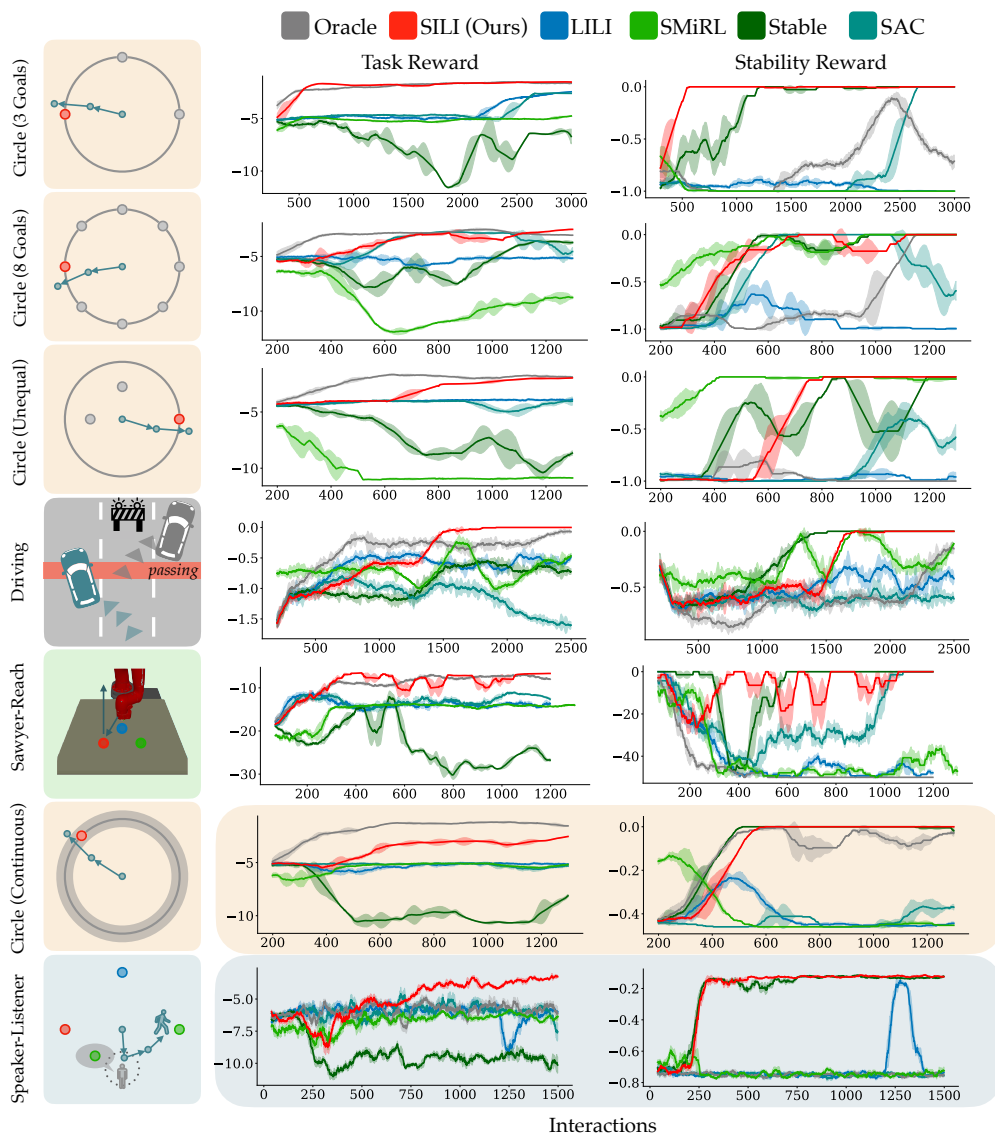 Oracle SILI (Ours) LILI SMiRL Stable SAC
Task Reward Stability Reward
Circle (3 Goals)
−5
−10
500 1000 1500 2000 2500 3000
0.0
−0.5
−1.0
500 1000 1500 2000 2500 3000
Circle (8 Goals)
−5
−10
200 400 600 800 1000 1200
0.0
−0.5
−1.0
200 400 600 800 1000 1200
Circle (Unequal)
−5
−10
200 400 600 800 1000 1200
0.0
−0.5
−1.0
200 400 600 800 1000 1200
Driving
passing
0.0
−0.5
−1.0
−1.5
500 1000 1500 2000 2500
0.0
−0.5
500 1000 1500 2000 2500
Sawyer-Reach
−10
−20
−30
200 400 600 800 1000 1200
0
−20
−40
0 200 400 600 800 1000 1200
Circle (Continuous)
−5
−10
200 400 600 800 1000 1200
0.0
−0.2
−0.4
200 400 600 800 1000 1200
Speaker-Listener
−5.0
−7.5
−10.0
0 250 500 750 1000 1250 1500
−0.2
−0.4
−0.6
−0.8
0 250 500 750 1000 1250 1500
Interactions